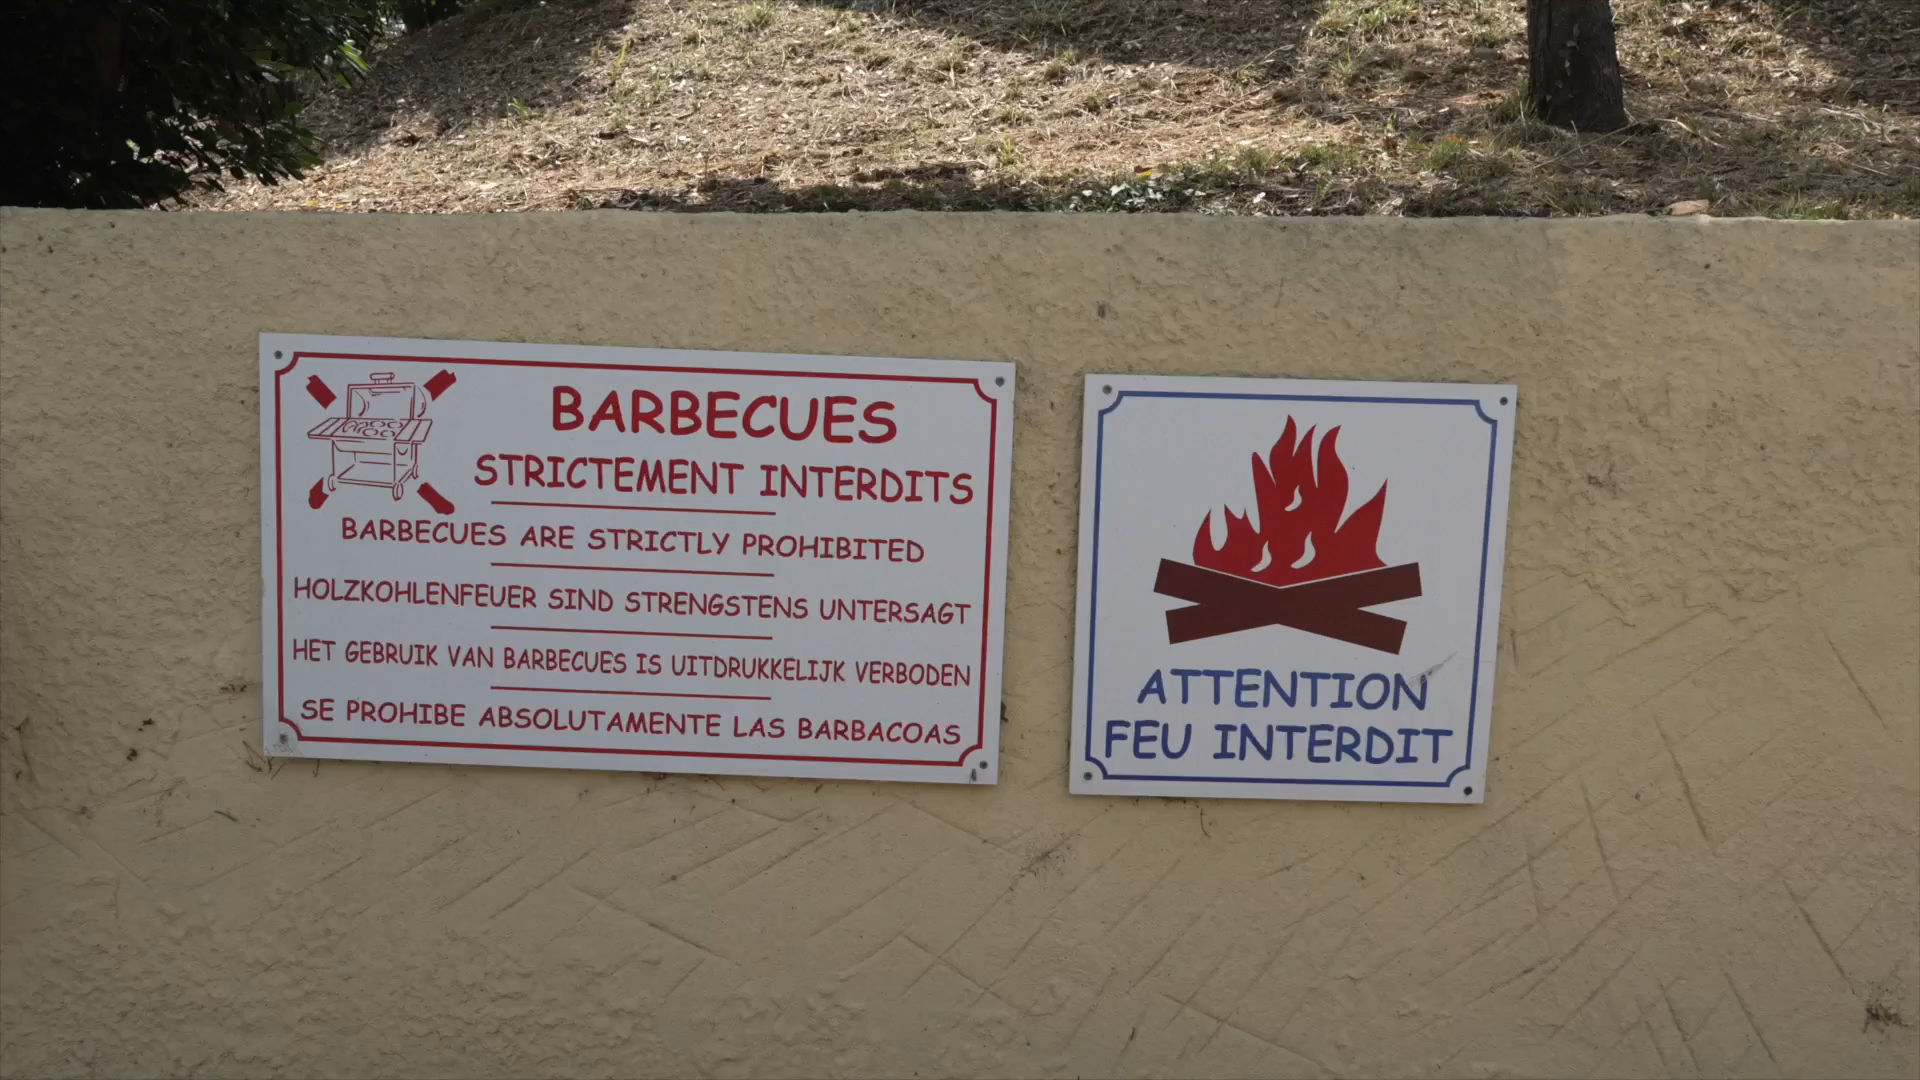 BARBECUES
STRICTEMENT INTERDITS
BARBECUES ARE STRICTLY PROHIBITED
HOLZKOHLENFEUER SIND STRENGSTENS UNTERSAGT
HET GEBRUIK VAN BARBECUES IS UITDRUKKELIJK VERBODEN
SE PROHIBE ABSOLUTAMENTE LAS BARBACOAS
ATTENTION
FEU INTERDIT